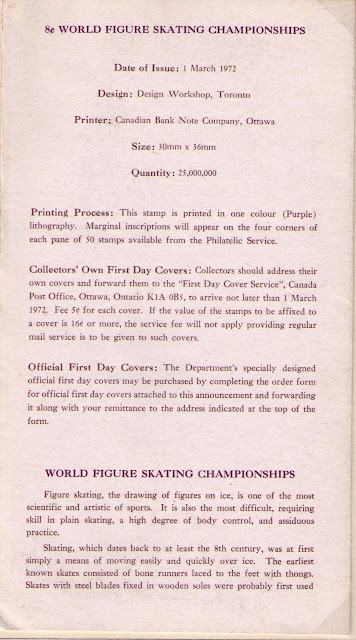 8¢ WORLD FIGURE SKATING CHAMPIONSHIPS
Date of Issue: 1 March 1972
Design: Design Workshop, Toronto
Printer: Canadian Bank Note Company, Ottawa
Size: 30mm x 36mm
Quantity: 25,000,000
Printing Process: This stamp is printed in one colour (Purple)
lithography. Marginal inscriptions will appear on the four corners of
each pane of 50 stamps available from the Philatelic Service.
Collectors' Own First Day Covers: Collectors should address their
own covers and forward them to the "First Day Cover Service", Canada
Post Office, Ottawa, Ontario K1A 0B5, to arrive not later than 1 March
1972. Fee 5¢ for each cover. If the value of the stamps to be affixed to
a cover is 16¢ or more, the service fee will not apply providing regular
mail service is to be given to such covers.
Official First Day Covers: The Department's specially designed
official first day covers may be purchased by completing the order form
for official first day covers attached to this announcement and forwarding
it along with your remittance to the address indicated at the top of the
form.
WORLD FIGURE SKATING CHAMPIONSHIPS
Figure skating, the drawing of figures on ice, is one of the most
scientific and artistic of sports. It is also the most difficult, requiring
skill in plain skating, a high degree of body control, and assiduous
practice.
Skating, which dates back to at least the 8th century, was at first
simply a means of moving easily and quickly over ice. The earliest
known skates consisted of bone runners laced to the feet with thongs.
Skates with steel blades fixed in wooden soles were probably first used